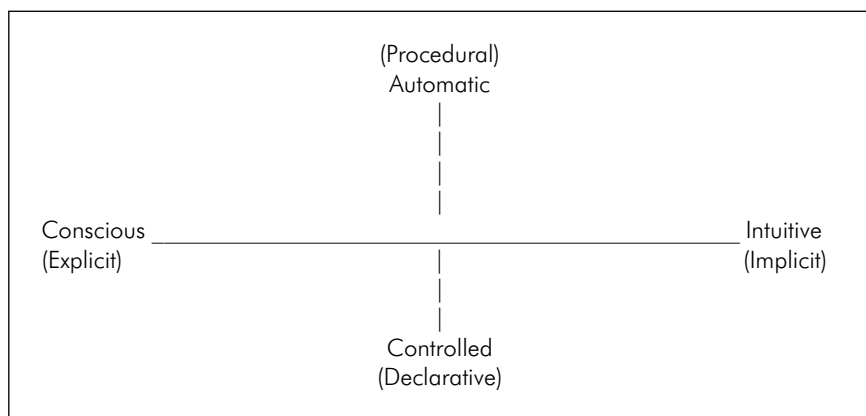 (Procedural)
Automatic
Conscious Intuitive
(Explicit) (Implicit)
Controlled
(Declarative)